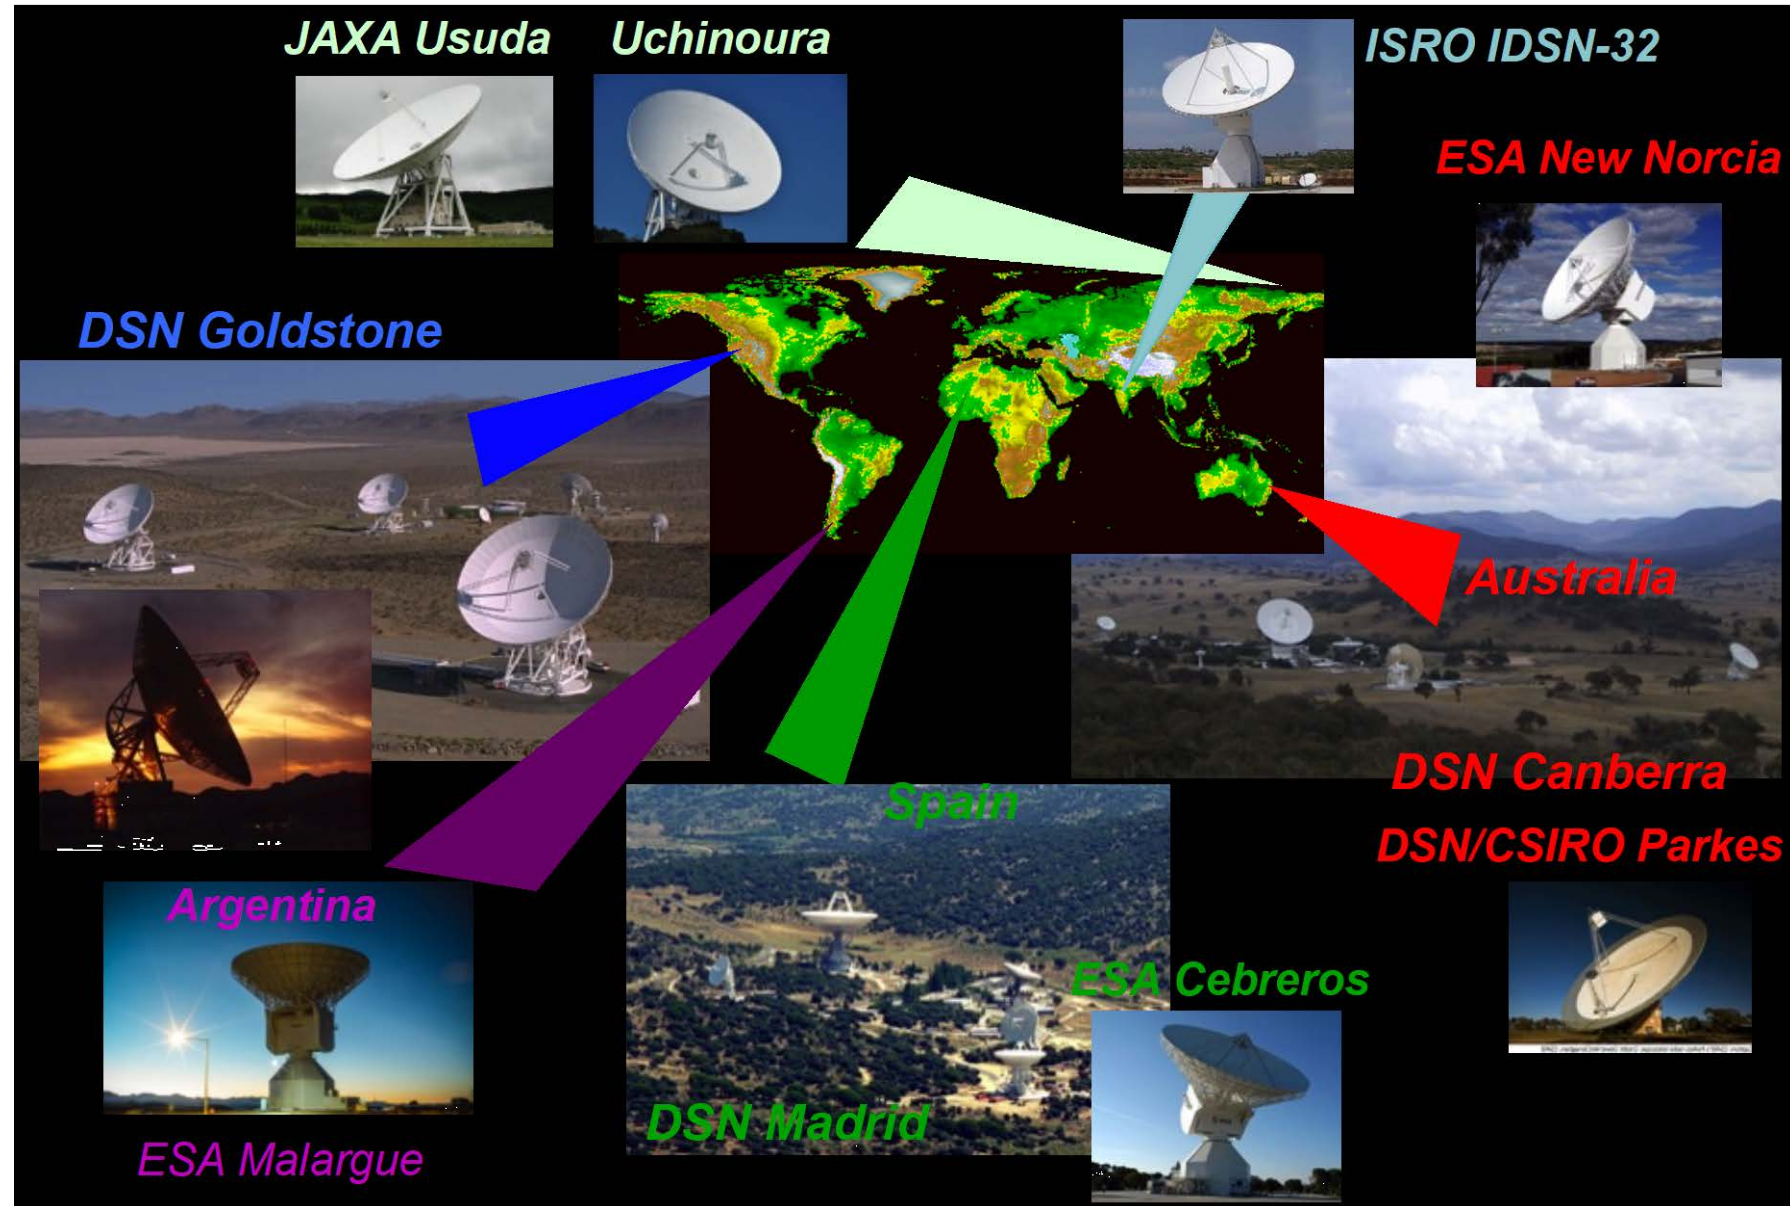 JAXA Usuda
Uchinoura
ISRO IDSN-32
ESA New Norcia
DSN Goldstone
Australia
DSN Canberra
Spain
DSN/CSIRO Parkes
Argentina
ESA Cebreros
DSN Madrid
ESA Malargue